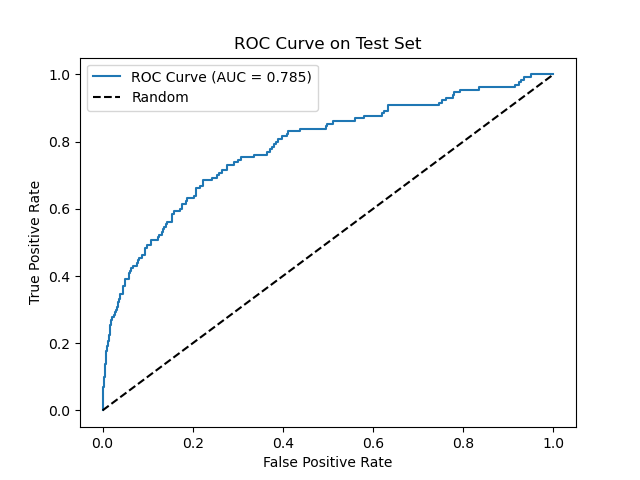 ROC Curve on Test Set
ROC Curve (AUC = 0.785)
Random
1.0
0.8
0.6
0.4
0.2
0.0
True Positive Rate
0.0 0.2 0.4 0.6 0.8 1.0
False Positive Rate